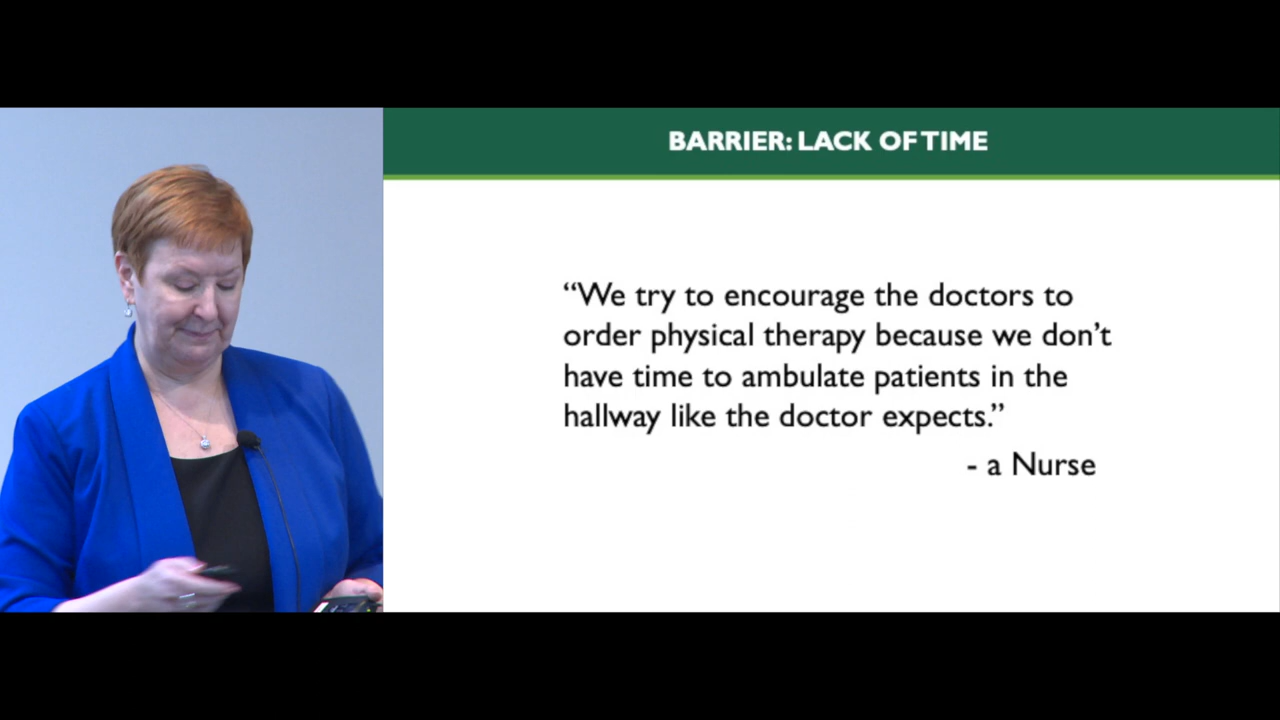 BARRIER: LACK OF TIME
“We try to encourage the doctors to
order physical therapy because we don’t
have time to ambulate patients in the
hallway like the doctor expects.”
- a Nurse